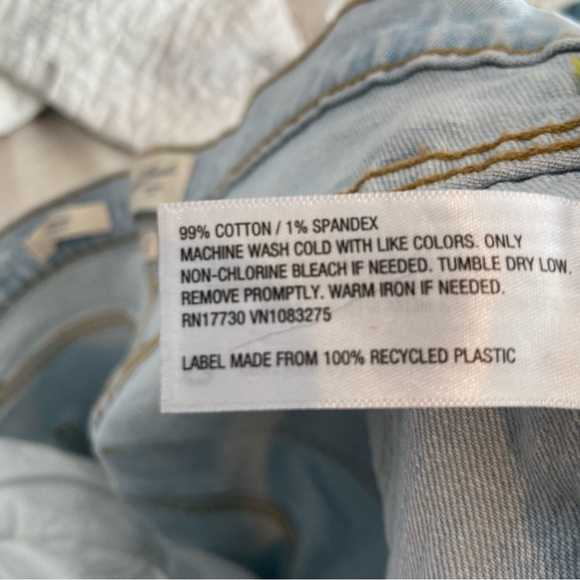 99% COTTON / 1% SPANDEX
MACHINE WASH COLD WITH LIKE COLORS. ONLY
NON-CHLORINE BLEACH IF NEEDED. TUMBLE DRY LOW.
REMOVE PROMPTLY. WARM IRON IF NEEDED.
RN17730 VN1083275
LABEL MADE FROM 100% RECYCLED PLASTIC